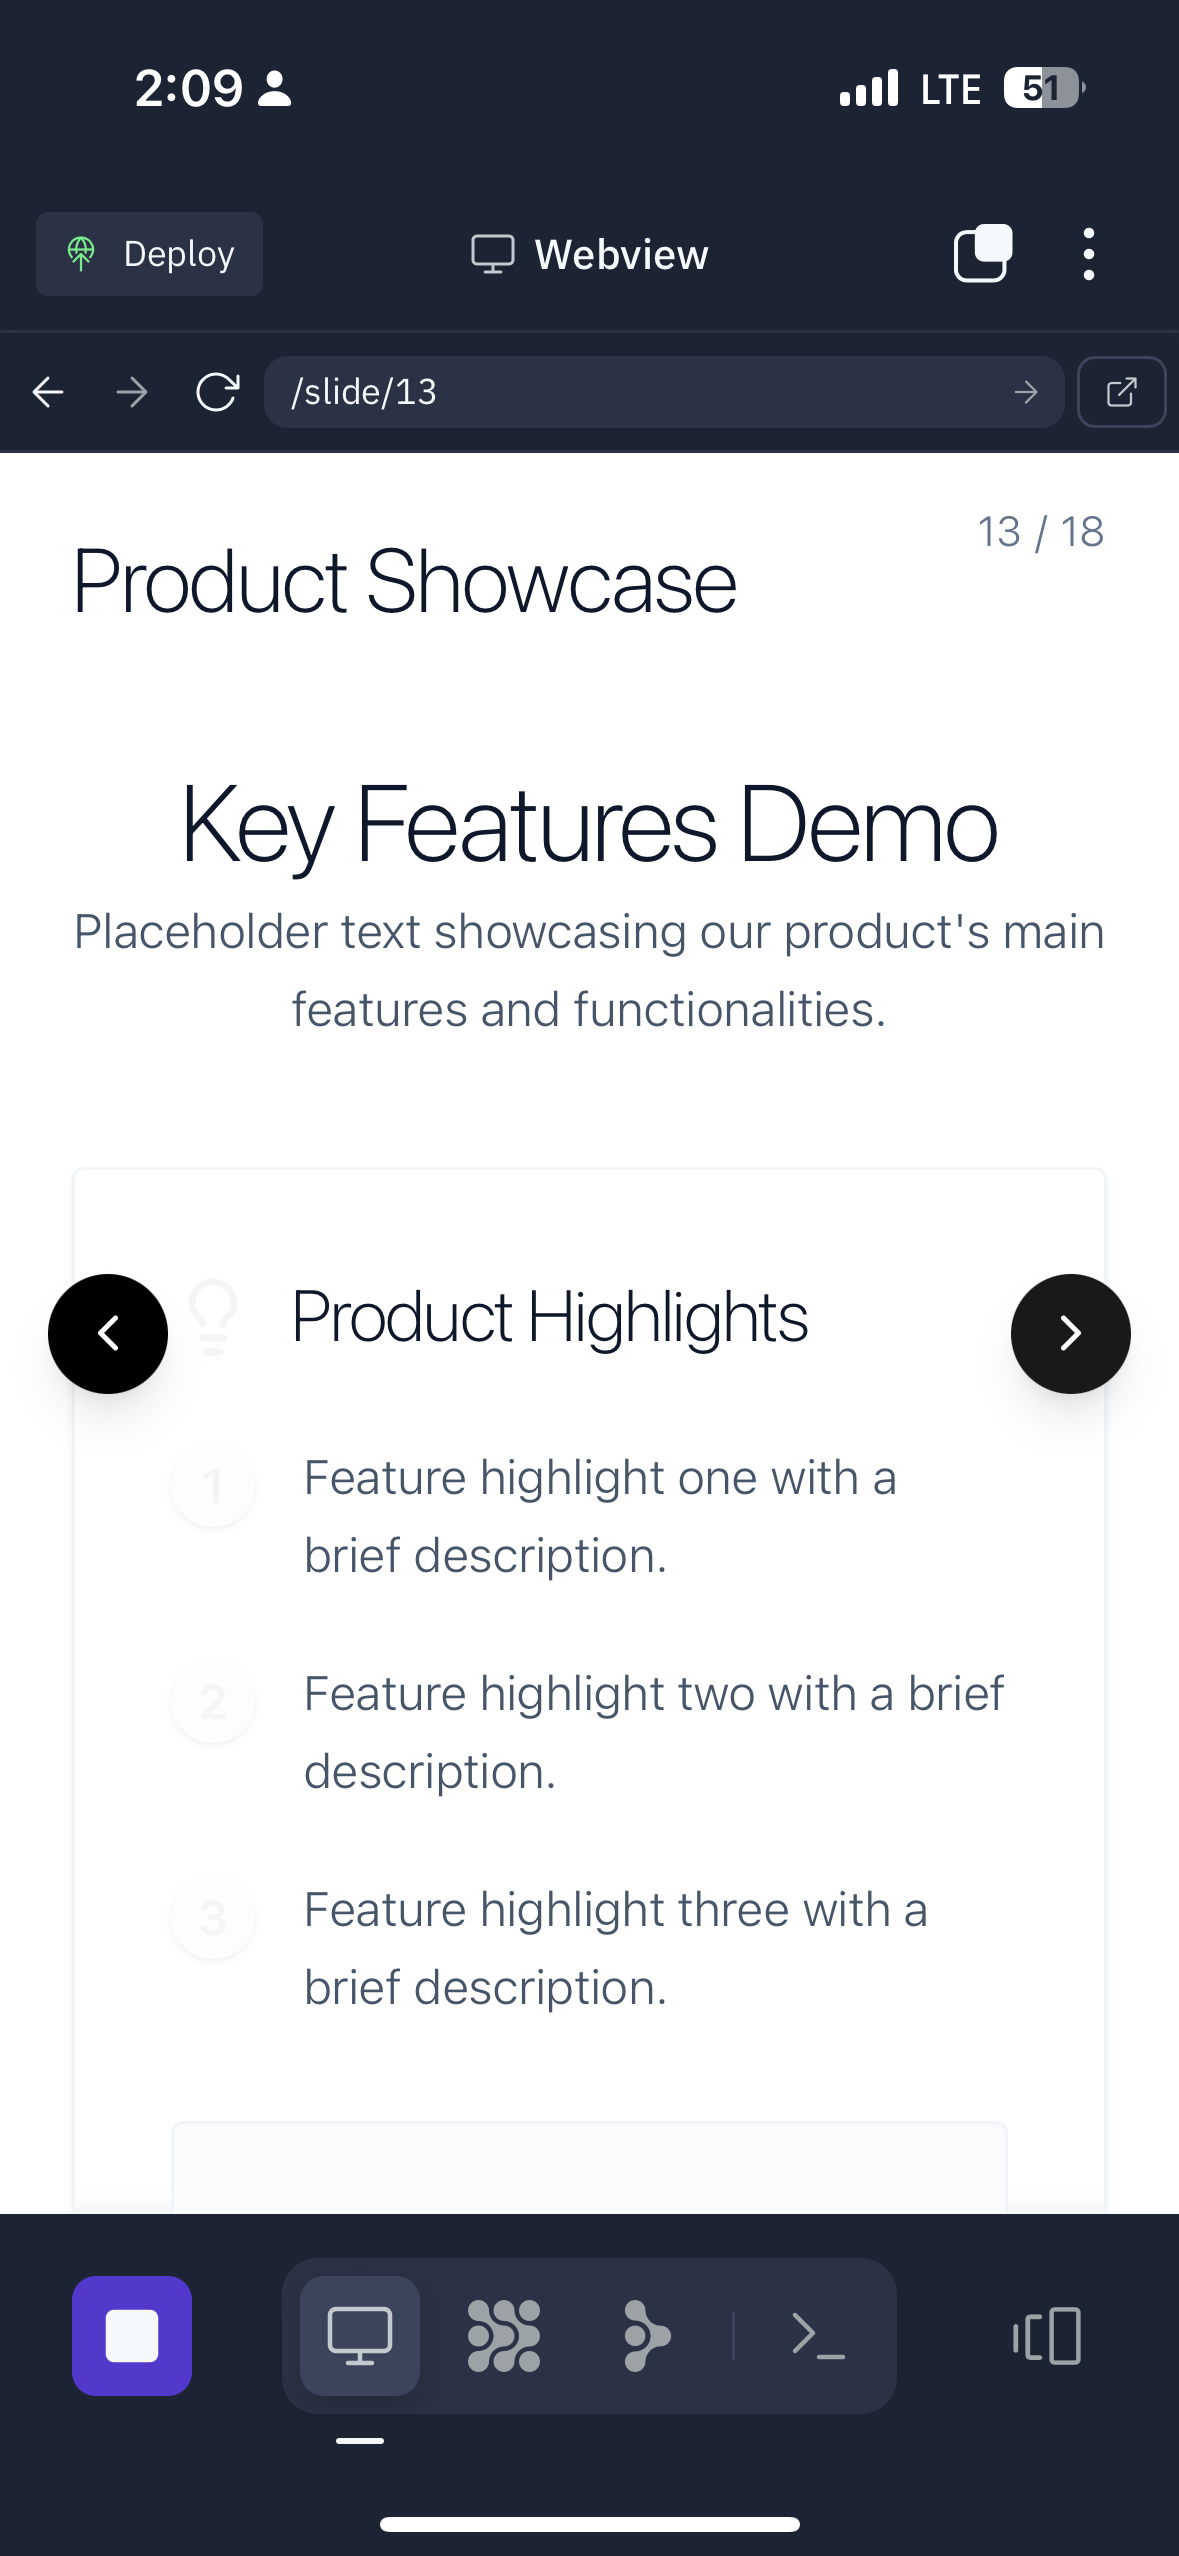 2:09
LTE
51
Deploy
Webview
/slide/13
13 / 18
Product Showcase
Key Features Demo
Placeholder text showcasing our product's main
features and functionalities.
Product Highlights
1
Feature highlight one with a
brief description.
2
Feature highlight two with a brief
description.
3
Feature highlight three with a
brief description.